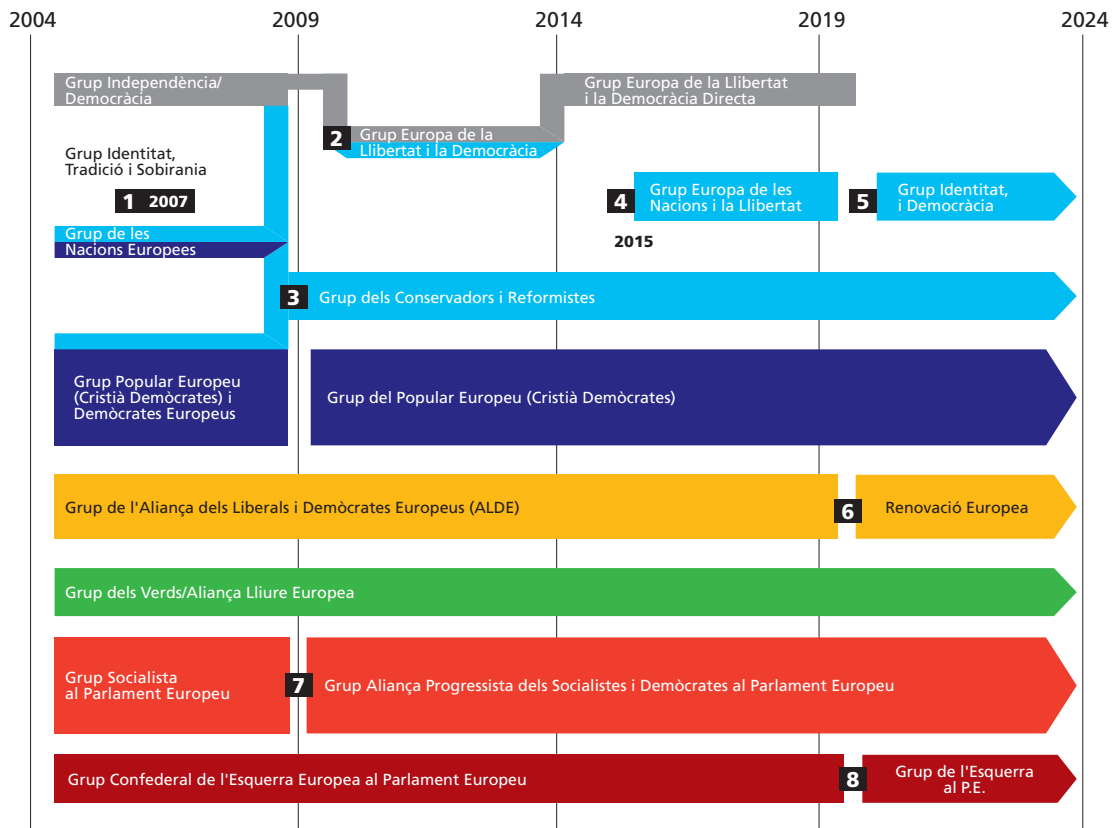 2004
2009
2014
2019
2024
Grup Independència/
Democràcia
Grup Europa de la Llibertat
i la Democràcia Directa
2
Grup Europa de la
Llibertat i la Democràcia
Grup Identitat,
Tradició i Sobirania
1 2007
4
Grup Europa de les
Nacions i la Llibertat
2015
5
Grup Identitat,
i Democràcia
Grup de les
Nacions Europees
3
Grup dels Conservadors i Reformistes
Grup Popular Europeu
(Cristià Demòcrates) i
Demòcrates Europeus
Grup del Popular Europeu (Cristià Demòcrates)
Grup de l'Aliança dels Liberals i Demòcrates Europeus (ALDE)
6
Renovació Europea
Grup dels Verds/Aliança Lliure Europea
Grup Socialista
al Parlament Europeu
7
Grup Aliança Progressista dels Socialistes i Demòcrates al Parlament Europeu
Grup Confederal de l'Esquerra Europea al Parlament Europeu
8
Grup de l'Esquerra
al P.E.